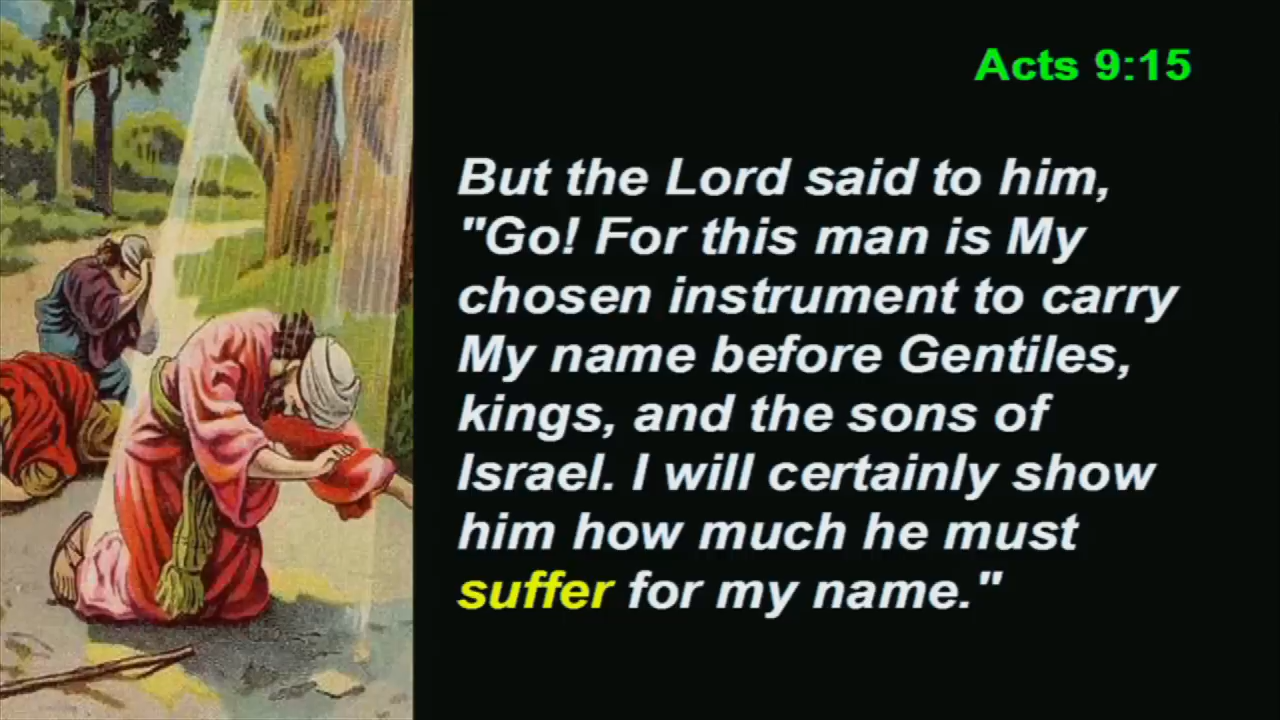 Acts 9:15
But the Lord said to him,
"Go! For this man is My
chosen instrument to carry
My name before Gentiles,
kings, and the sons of
Israel. I will certainly show
him how much he must
suffer for my name."